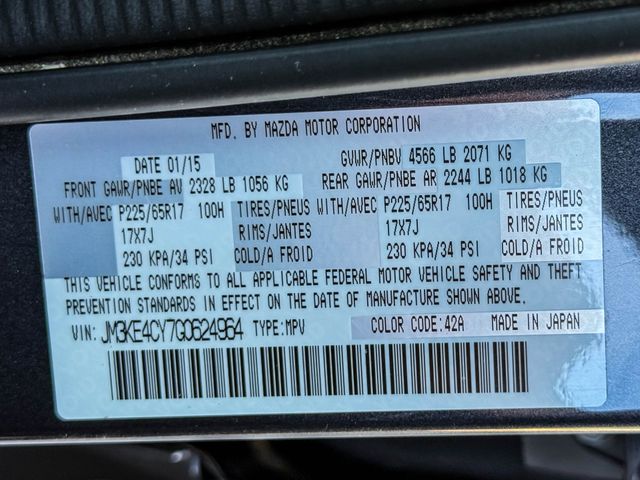 MFD. BY MAZDA MOTOR CORPORATION
DATE 01/15 GVWR/PNBV 4566 LB 2071 KG
FRONT GAWR/PNBE AV 2328 LB 1056 KG REAR GAWR/PNBE AR 2244 LB 1018 KG
WITH/AVEC P225/65R17 100H TIRES/PNEUS WITH/AVEC P225/65R17 100H TIRES/PNEUS
17X7J RIMS/JANTES 17X7J RIMS/JANTES
230 KPA/34 PSI COLD/A FROID 230 KPA/34 PSI COLD/A FROID
THIS VEHICLE CONFORMS TO ALL APPLICABLE FEDERAL MOTOR VEHICLE SAFETY AND THEFT
PREVENTION STANDARDS IN EFFECT ON THE DATE OF MANUFACTURE SHOWN ABOVE.
VIN: JM3KE4CY7G0624964 TYPE:MPV COLOR CODE:42A MADE IN JAPAN